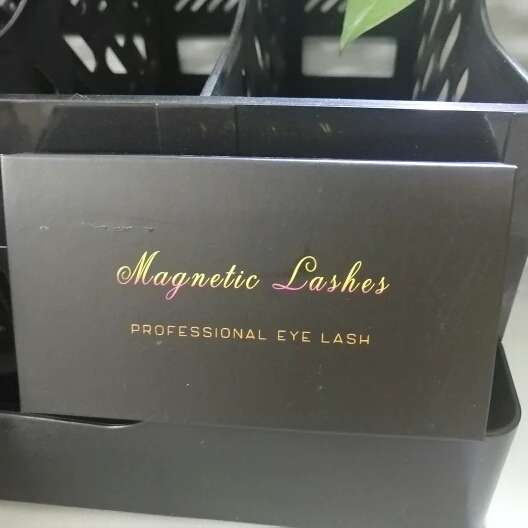 Magnetic Lashes
PROFESSIONAL EYE LASH